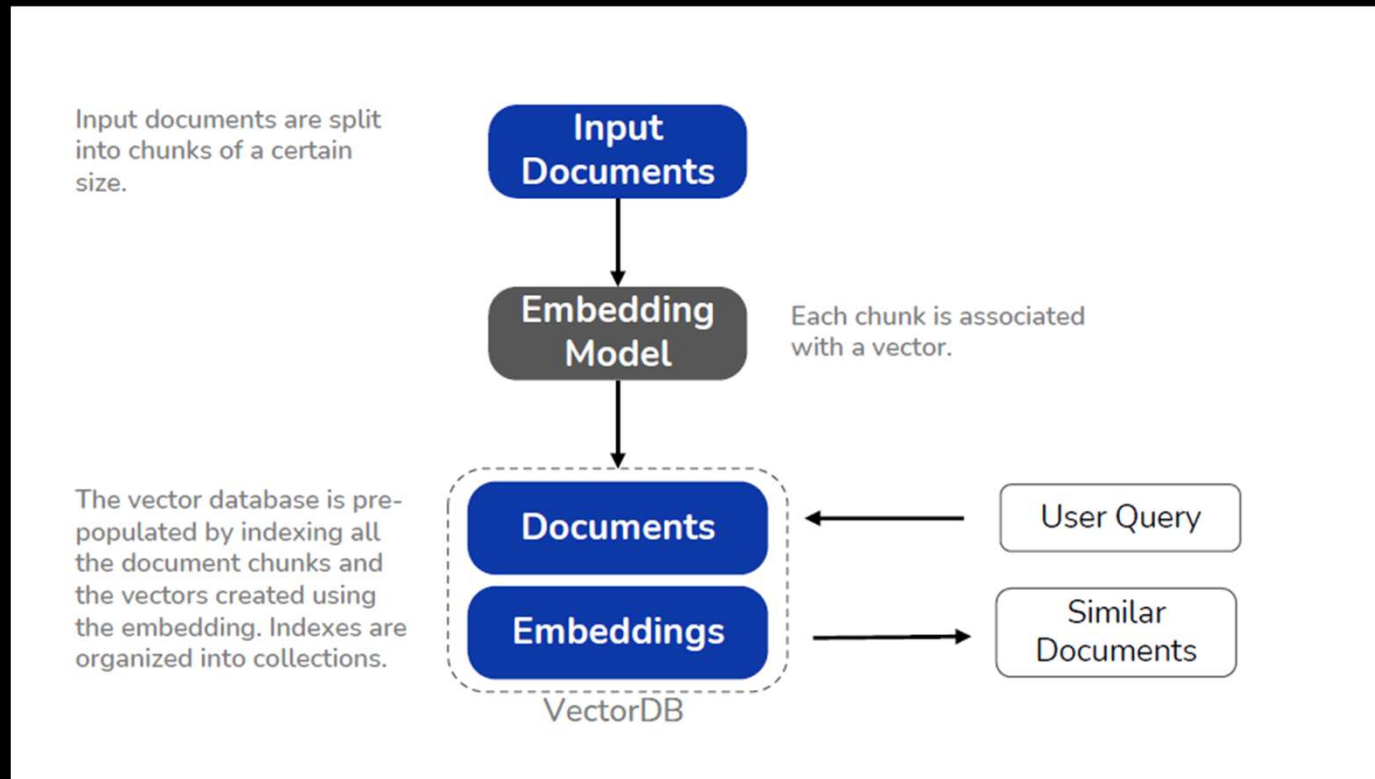 Input documents are split
into chunks of a certain
size.
Input
Documents
Embedding
Model
Each chunk is associated
with a vector.
The vector database is pre-
populated by indexing all
the document chunks and
the vectors created using
the embedding. Indexes are
organized into collections.
Documents
Embeddings
VectorDB
User Query
Similar
Documents